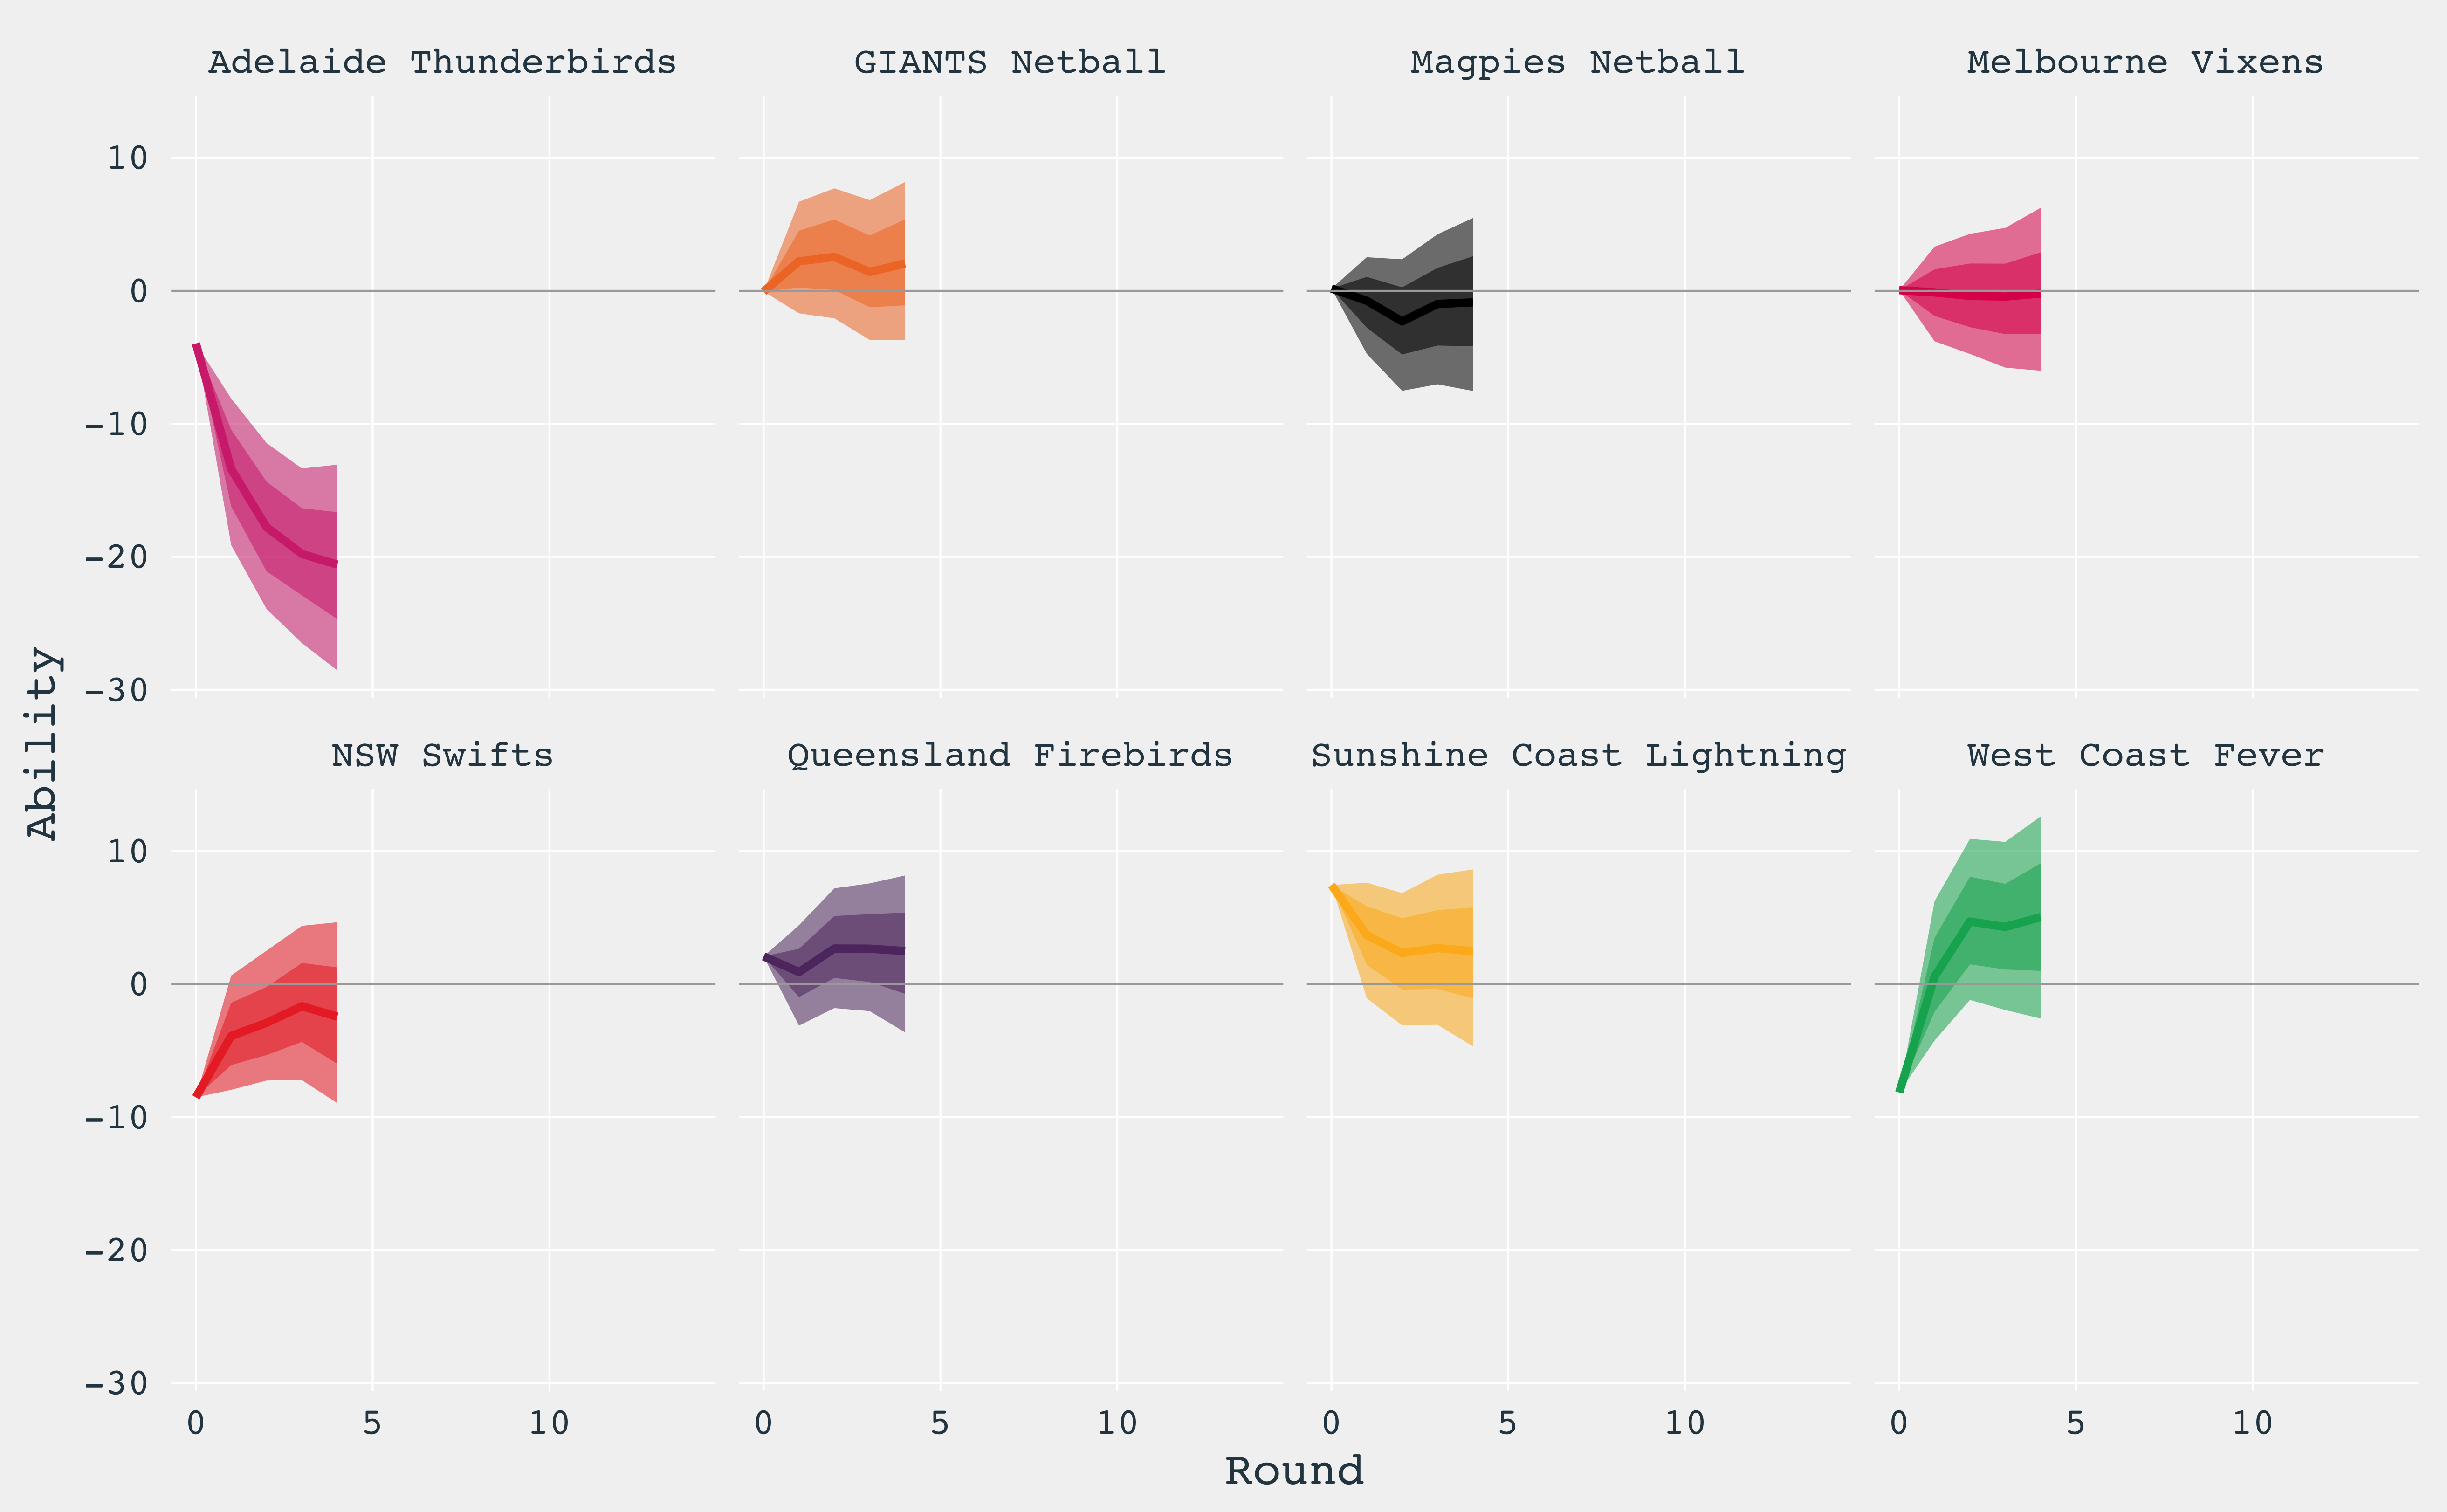 Adelaide Thunderbirds GIANTS Netball Magpies Netball Melbourne Vixens
10
0
-10
-20
-30
Ability
NSW Swifts Queensland Firebirds Sunshine Coast Lightning West Coast Fever
10
0
-10
-20
-30
0 5 10 0 5 10 0 5 10 0 5 10
Round